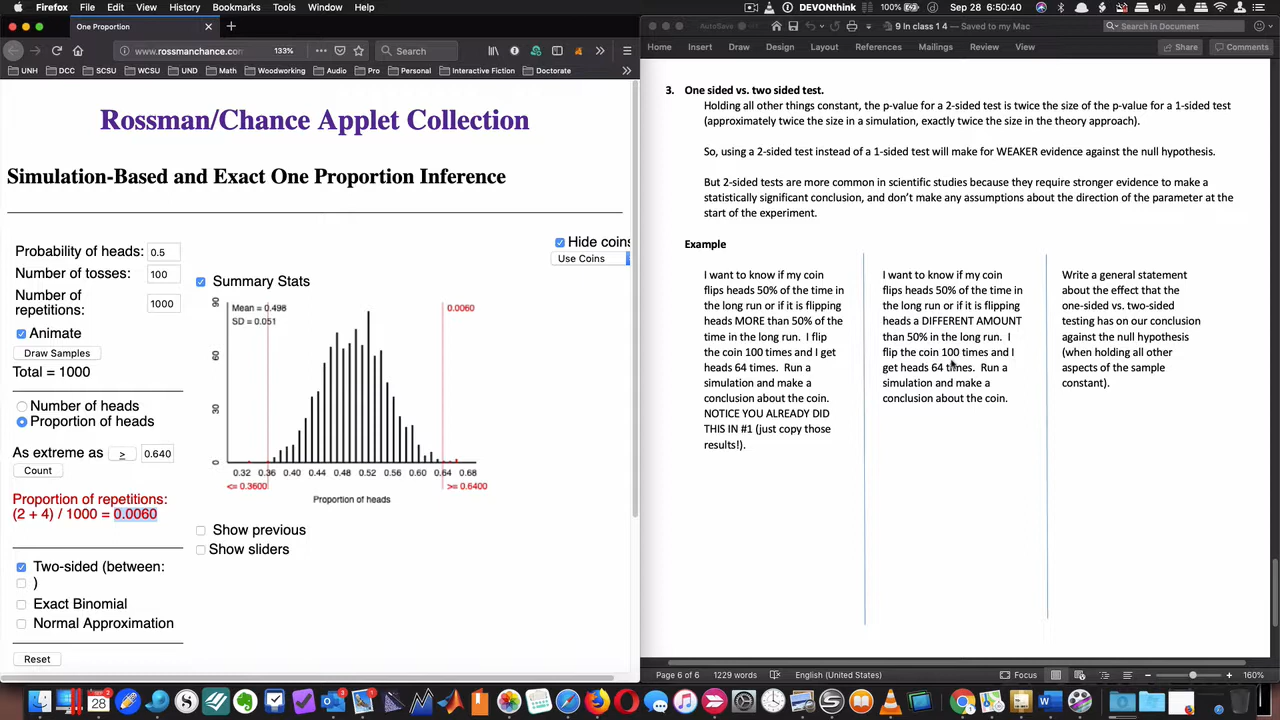 Firefox File Edit View History Bookmarks Tools Window Help
DEVONthink 100% Sep 28 6:50:40
One Proportion
www.rossmanchance.com 133% Search
UNH DCC SCSU WCSU UND Math Woodworking Audio Pro Personal Interactive Fiction Doctorate
Rossman/Chance Applet Collection
Simulation-Based and Exact One Proportion Inference
Probability of heads: 0.5
Number of tosses: 100
Number of
repetitions: 1000
Animate
Draw Samples
Total = 1000
Number of heads
Proportion of heads
As extreme as ≥ 0.640
Count
Proportion of repetitions:
(2 + 4) / 1000 = 0.0060
Two-sided (between:
)
Exact Binomial
Normal Approximation
Reset
Hide coins
Use Coins
Summary Stats
Mean = 0.498
SD = 0.051
0.0060
90
60
30
0
0.32 0.36 0.40 0.44 0.48 0.52 0.56 0.60 0.64 0.68
<= 0.3600 >= 0.6400
Proportion of heads
Show previous
Show sliders
AutoSave 9 In class 1 4 — Saved to my Mac Search in Document
Home Insert Draw Design Layout References Mailings Review View Share Comments
3. One sided vs. two sided test.
Holding all other things constant, the p-value for a 2-sided test is twice the size of the p-value for a 1-sided test
(approximately twice the size in a simulation, exactly twice the size in the theory approach).
So, using a 2-sided test instead of a 1-sided test will make for WEAKER evidence against the null hypothesis.
But 2-sided tests are more common in scientific studies because they require stronger evidence to make a
statistically significant conclusion, and don't make any assumptions about the direction of the parameter at the
start of the experiment.
Example
I want to know if my coin
flips heads 50% of the time in
the long run or if it is flipping
heads MORE than 50% of the
time in the long run. I flip
the coin 100 times and I get
heads 64 times. Run a
simulation and make a
conclusion about the coin.
NOTICE YOU ALREADY DID
THIS IN #1 (just copy those
results!).
I want to know if my coin
flips heads 50% of the time in
the long run or if it is flipping
heads a DIFFERENT AMOUNT
than 50% in the long run. I
flip the coin 100 times and I
get heads 64 times. Run a
simulation and make a
conclusion about the coin.
Write a general statement
about the effect that the
one-sided vs. two-sided
testing has on our conclusion
against the null hypothesis
(when holding all other
aspects of the sample
constant).
Page 6 of 6 1229 words English (United States) Focus 160%